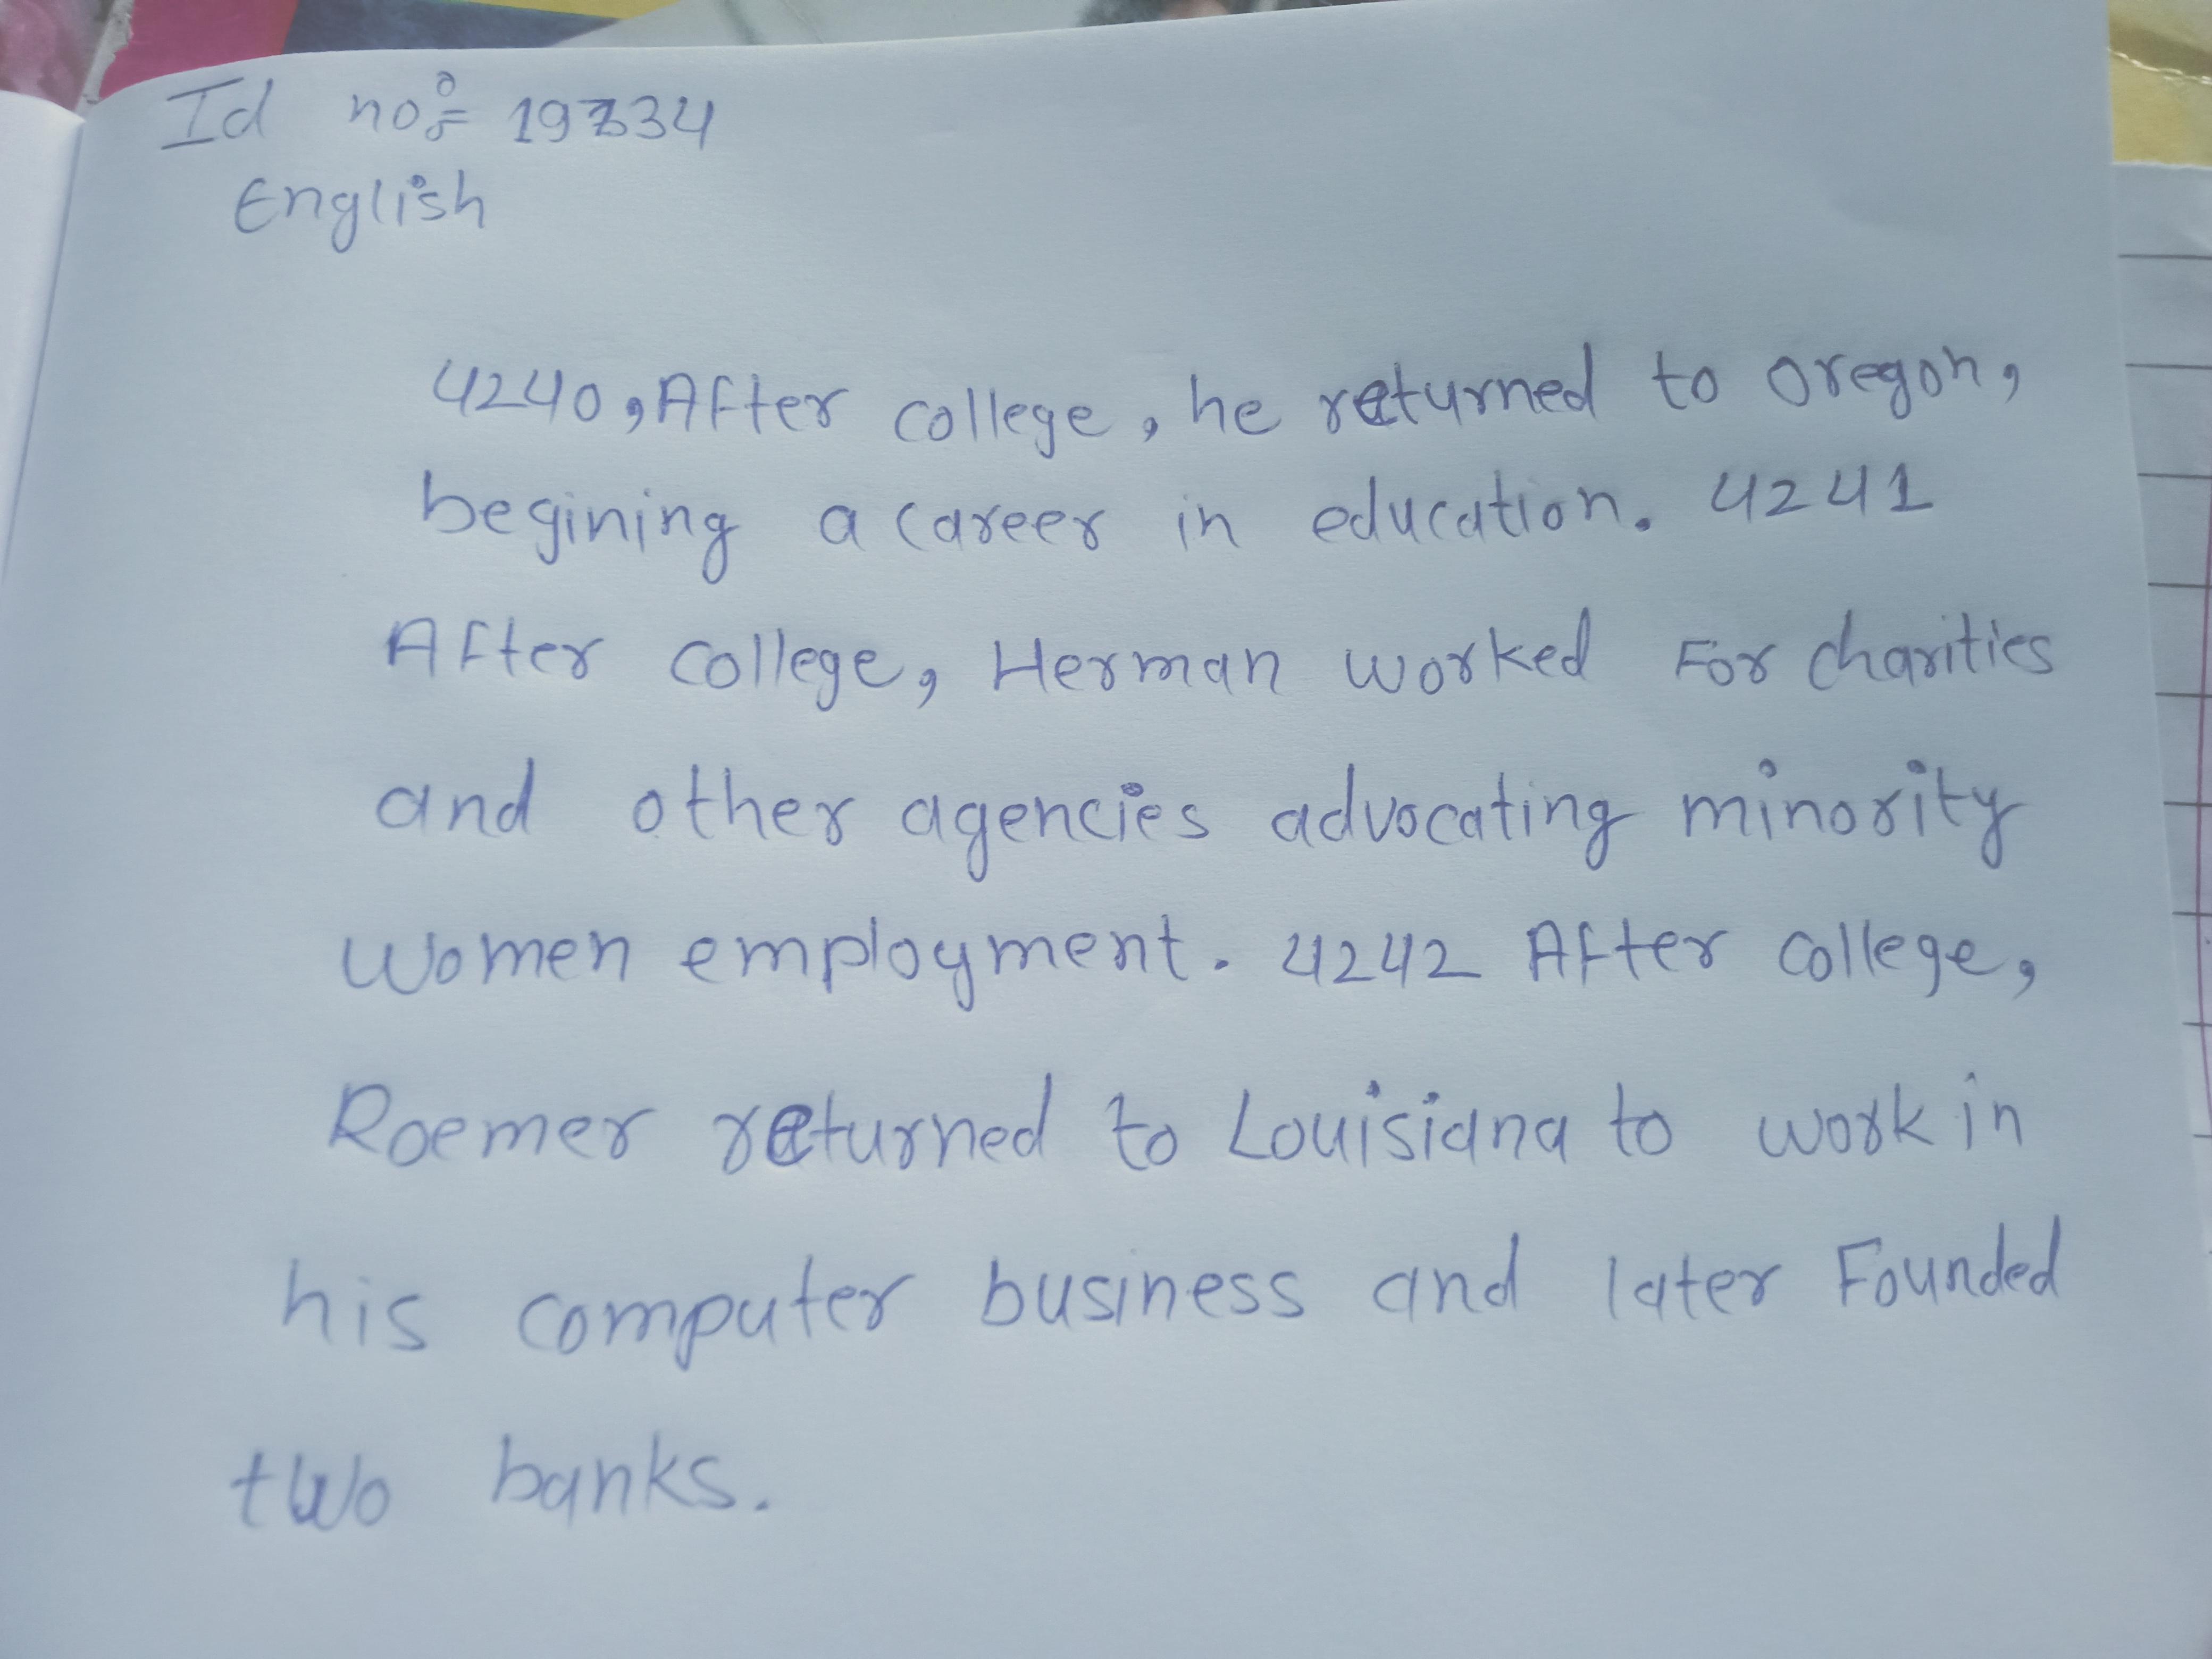 Id no:- 19334
English
4240, After college, he returned to Oregon,
begining a career in education. 4241
After college, Herman worked For charities
and other agencies advocating minority
women employment. 4242 After college,
Roemer returned to Louisiana to work in
his computer business and later Founded
two banks.